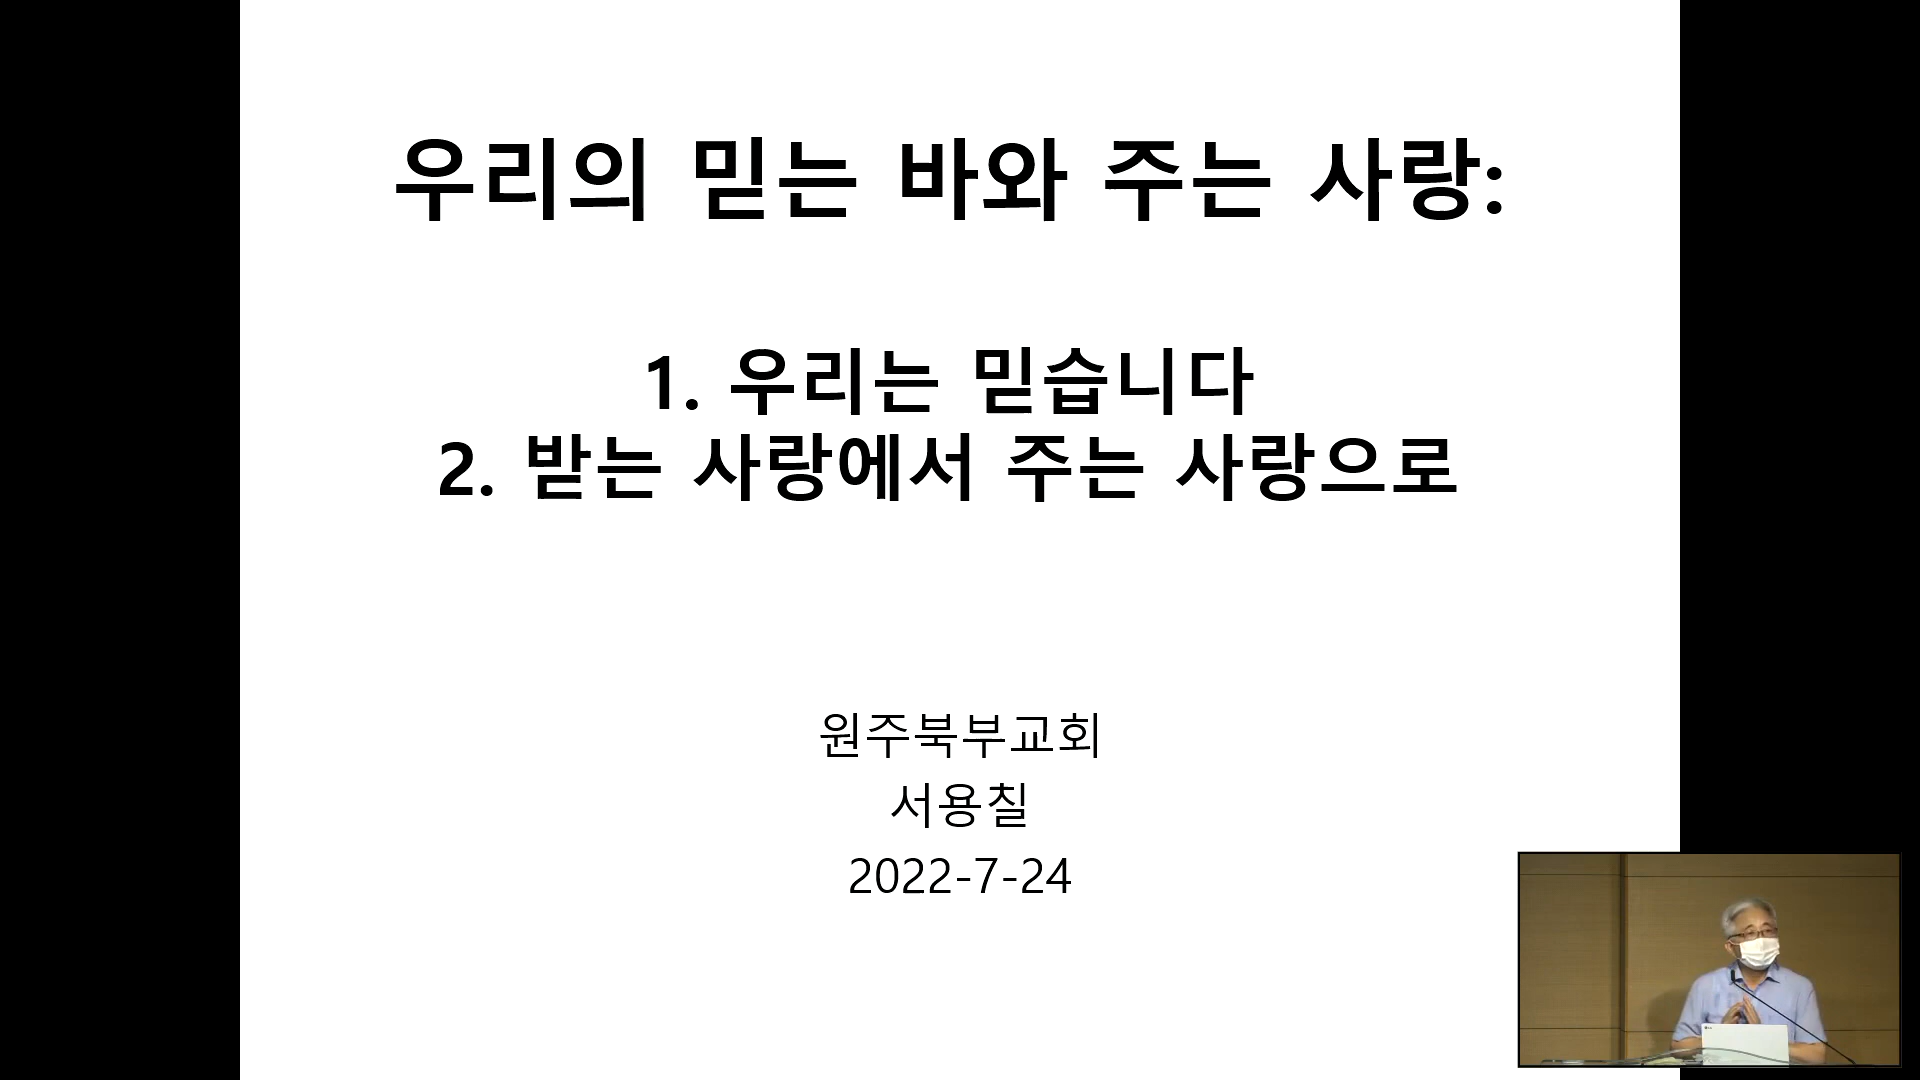 우리의 믿는 바와 주는 사랑:
1. 우리는 믿습니다
2. 받는 사랑에서 주는 사랑으로
원주북부교회
서용칠
2022-7-24